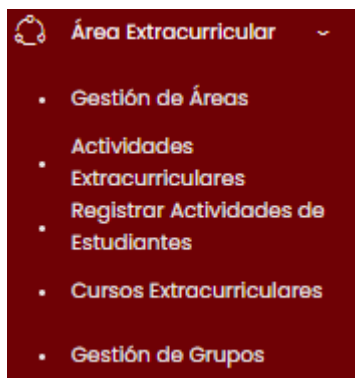 Área Extracurricular
Gestión de Áreas
Actividades
Extracurriculares
Registrar Actividades de
Estudiantes
Cursos Extracurriculares
Gestión de Grupos